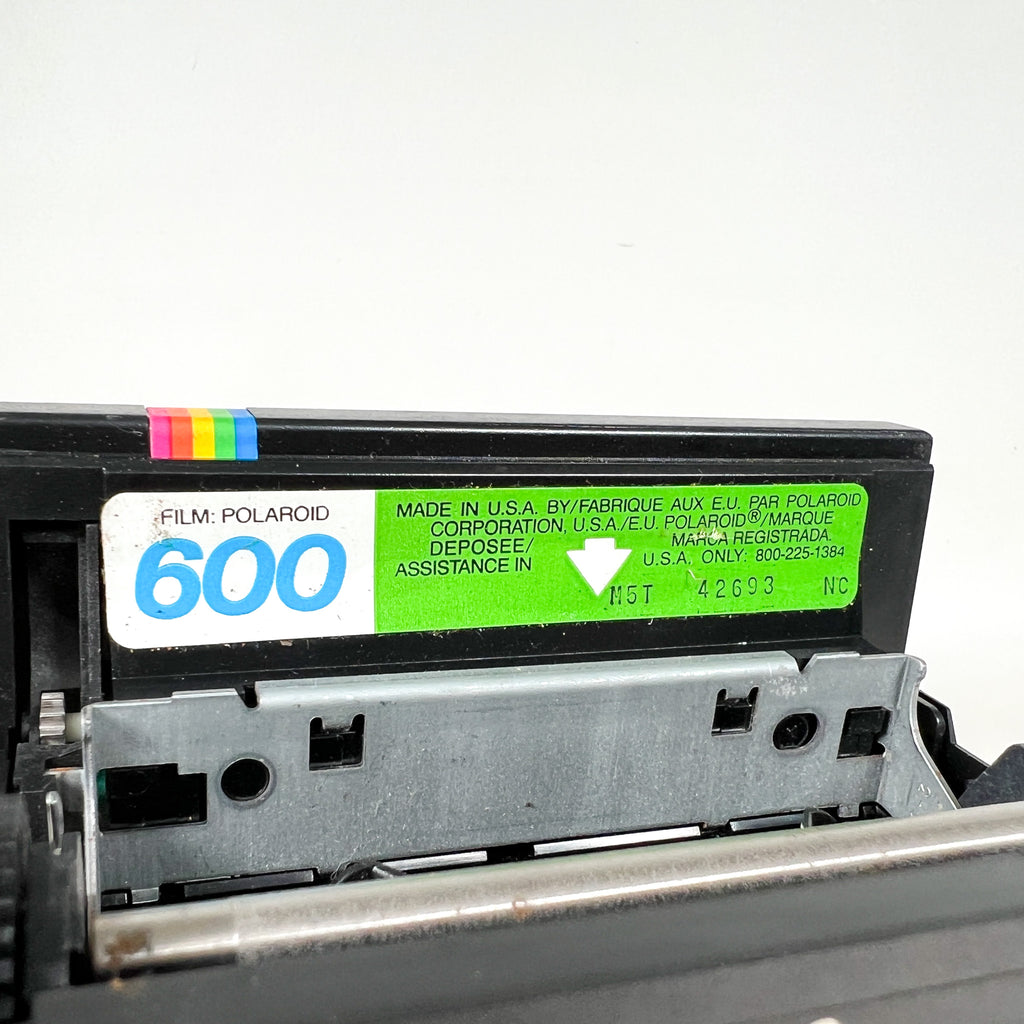 FILM: POLAROID
600
MADE IN U.S.A. BY/FABRIQUE AUX E.U. PAR POLAROID
CORPORATION, U.S.A./E.U. POLAROID®/MARQUE
DEPOSEE/ MARCA REGISTRADA.
ASSISTANCE IN U.S.A. ONLY: 800-225-1384
M5T 42693 NC